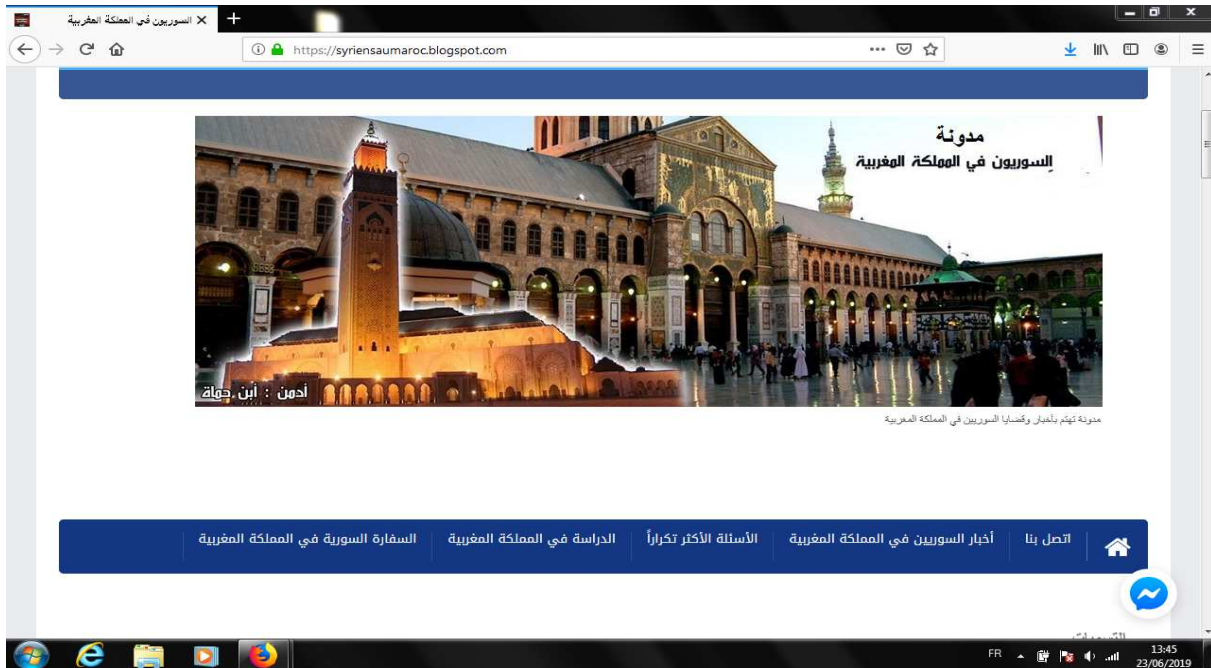 السوريون في المملكة المغربية
https://syriensaumaroc.blogspot.com
مدونة
السوريون في المملكة المغربية
أدمن : أبن حماة
مدونة تهتم بأخبار وقضايا السوريين في المملكة المغربية
اتصل بنا
أخبار السوريين في المملكة المغربية
الأسئلة الأكثر تكراراً
الدراسة في المملكة المغربية
السفارة السورية في المملكة المغربية
FR
13:45
23/06/2019